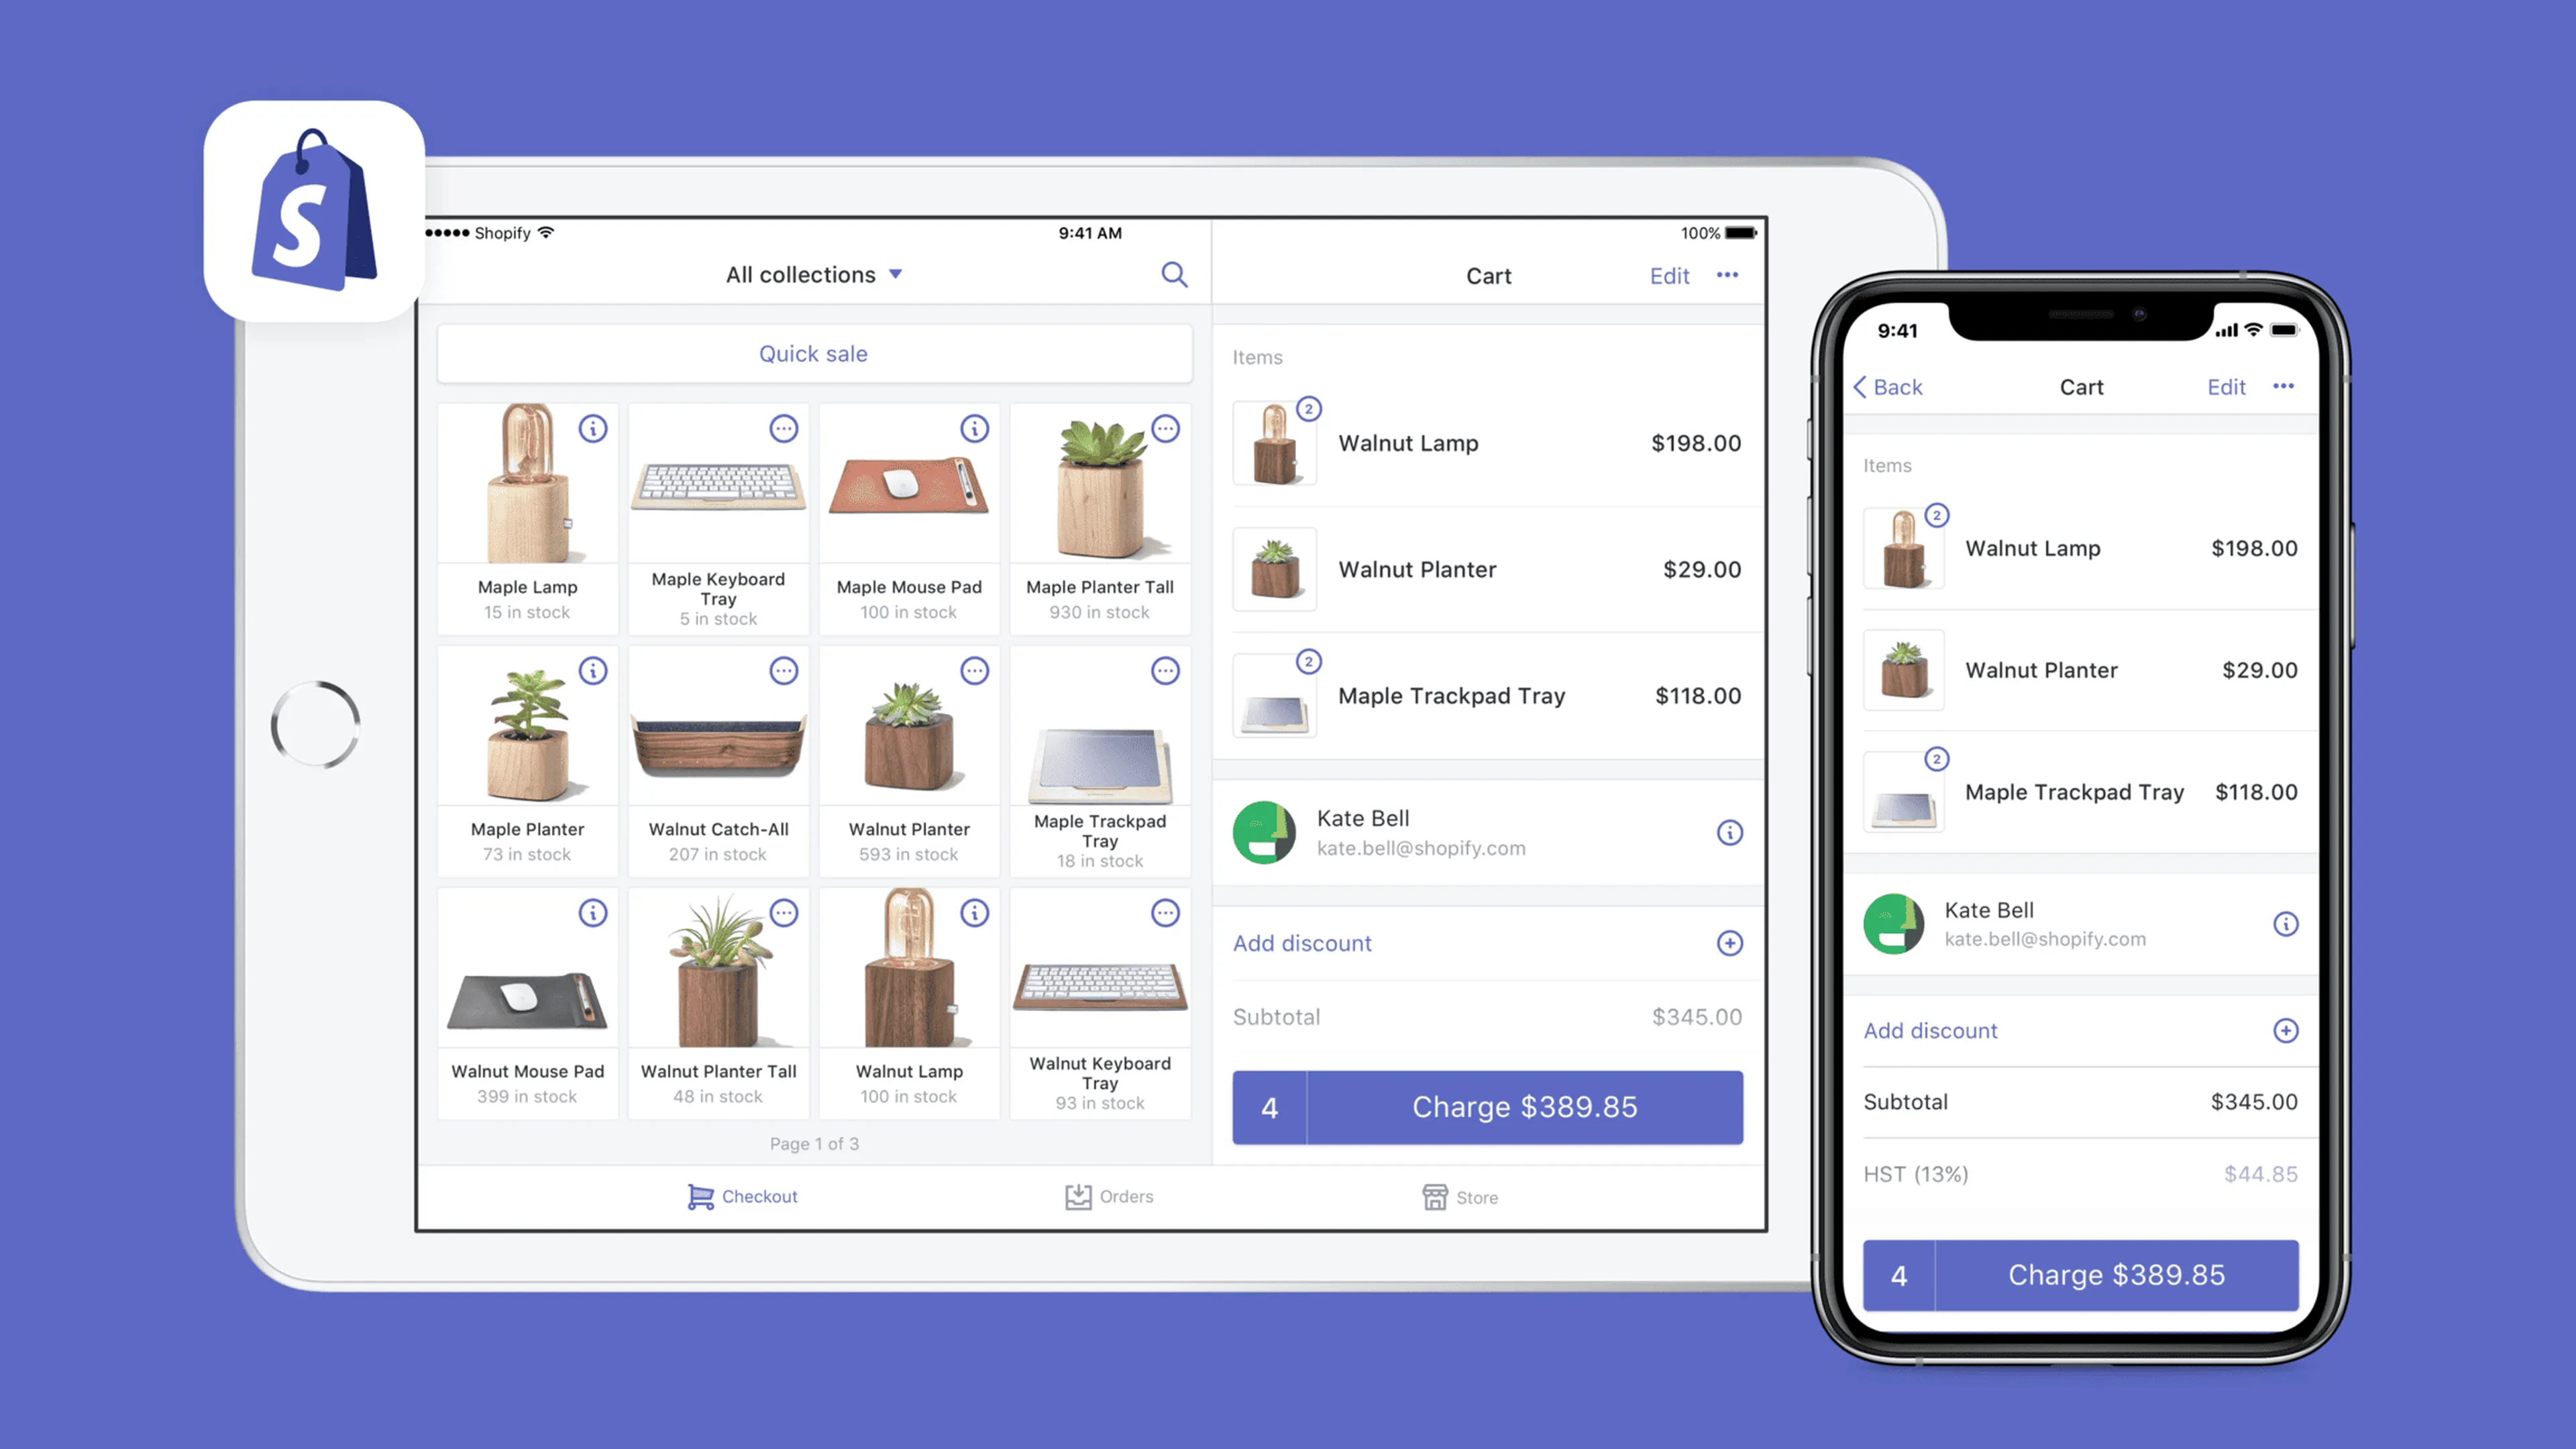 S
Shopify
9:41 AM
100%
All collections
Cart
Edit
Quick sale
Items
Maple Lamp
15 in stock
Maple Keyboard
Tray
5 in stock
Maple Mouse Pad
100 in stock
Maple Planter Tall
930 in stock
Maple Planter
73 in stock
Walnut Catch-All
207 in stock
Walnut Planter
593 in stock
Maple Trackpad
Tray
18 in stock
Walnut Mouse Pad
399 in stock
Walnut Planter Tall
48 in stock
Walnut Lamp
100 in stock
Walnut Keyboard
Tray
93 in stock
Page 1 of 3
2
Walnut Lamp $198.00
Walnut Planter $29.00
2
Maple Trackpad Tray $118.00
Kate Bell
kate.bell@shopify.com
Add discount
Subtotal $345.00
4 Charge $389.85
Checkout
Orders
Store
9:41
Back
Cart
Edit
Items
2
Walnut Lamp $198.00
Walnut Planter $29.00
2
Maple Trackpad Tray $118.00
Kate Bell
kate.bell@shopify.com
Add discount
Subtotal $345.00
HST (13%) $44.85
4 Charge $389.85